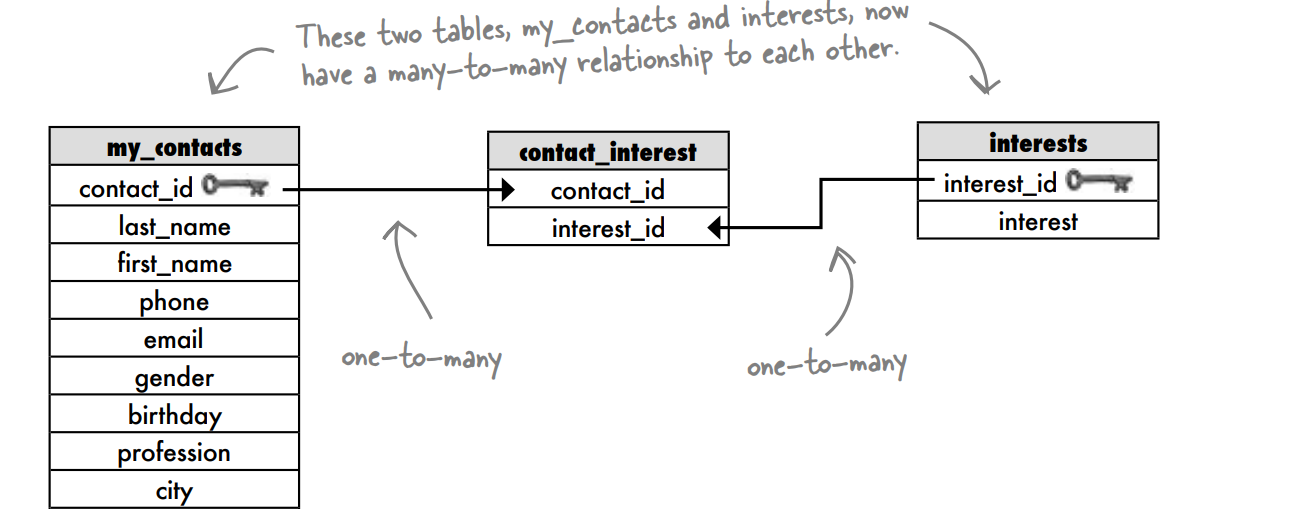 These two tables, my_contacts and interests, now
have a many-to-many relationship to each other.
my_contacts
contact_id
last_name
first_name
phone
email
gender
birthday
profession
city
contact_interest
contact_id
interest_id
interests
interest_id
interest
one-to-many
one-to-many